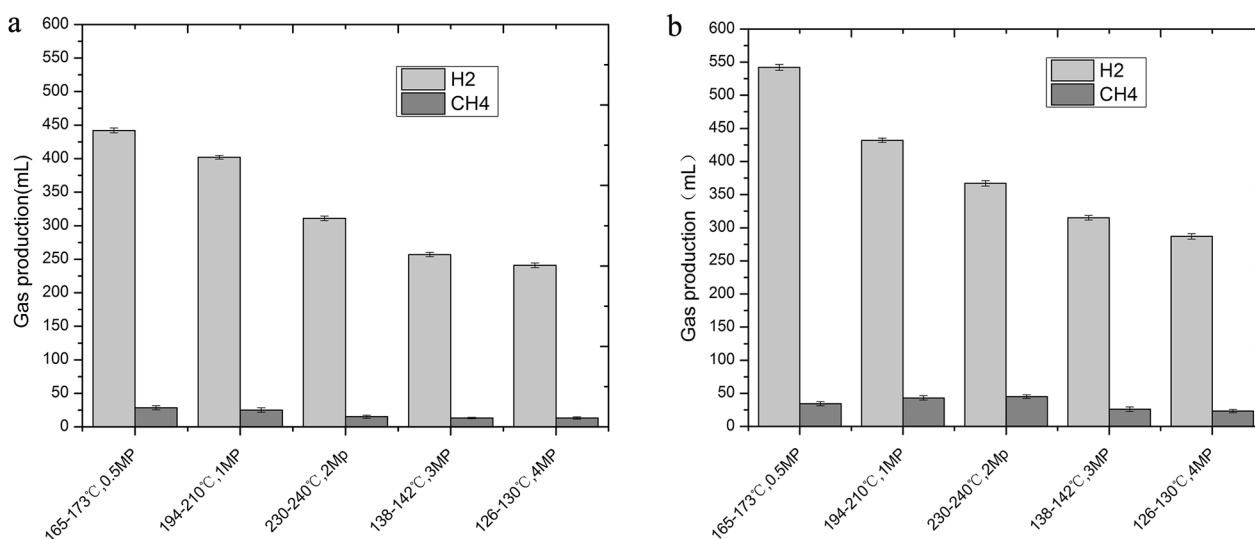 a
600
550
500
450
400
350
300
250
200
150
100
50
0
Gas production(mL)
H2
CH4
165-173℃,0.5MP
194-210℃,1MP
230-240℃,2Mp
138-142℃,3MP
126-130℃,4MP
b
600
550
500
450
400
350
300
250
200
150
100
50
0
Gas production（mL）
H2
CH4
165-173℃,0.5MP
194-210℃,1MP
230-240℃,2Mp
138-142℃,3MP
126-130℃,4MP